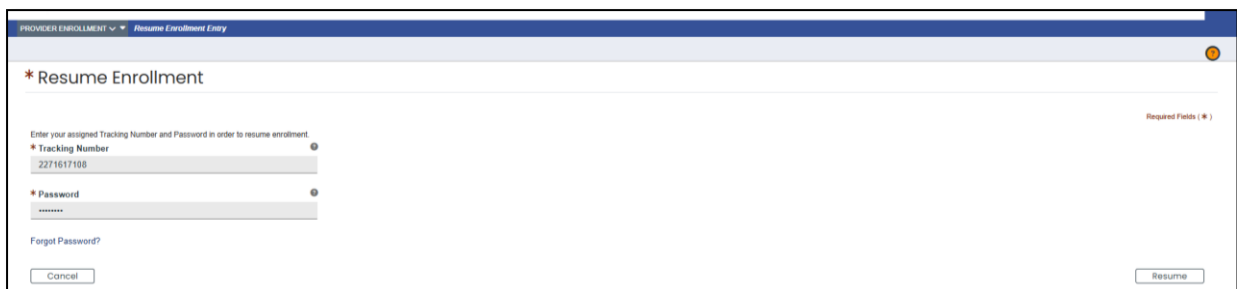 PROVIDER ENROLLMENT Resume Enrollment Entry
?
* Resume Enrollment
Required Fields ( * )
Enter your assigned Tracking Number and Password in order to resume enrollment.
* Tracking Number ?
2271617108
* Password ?
••••••••
Forgot Password?
Cancel Resume